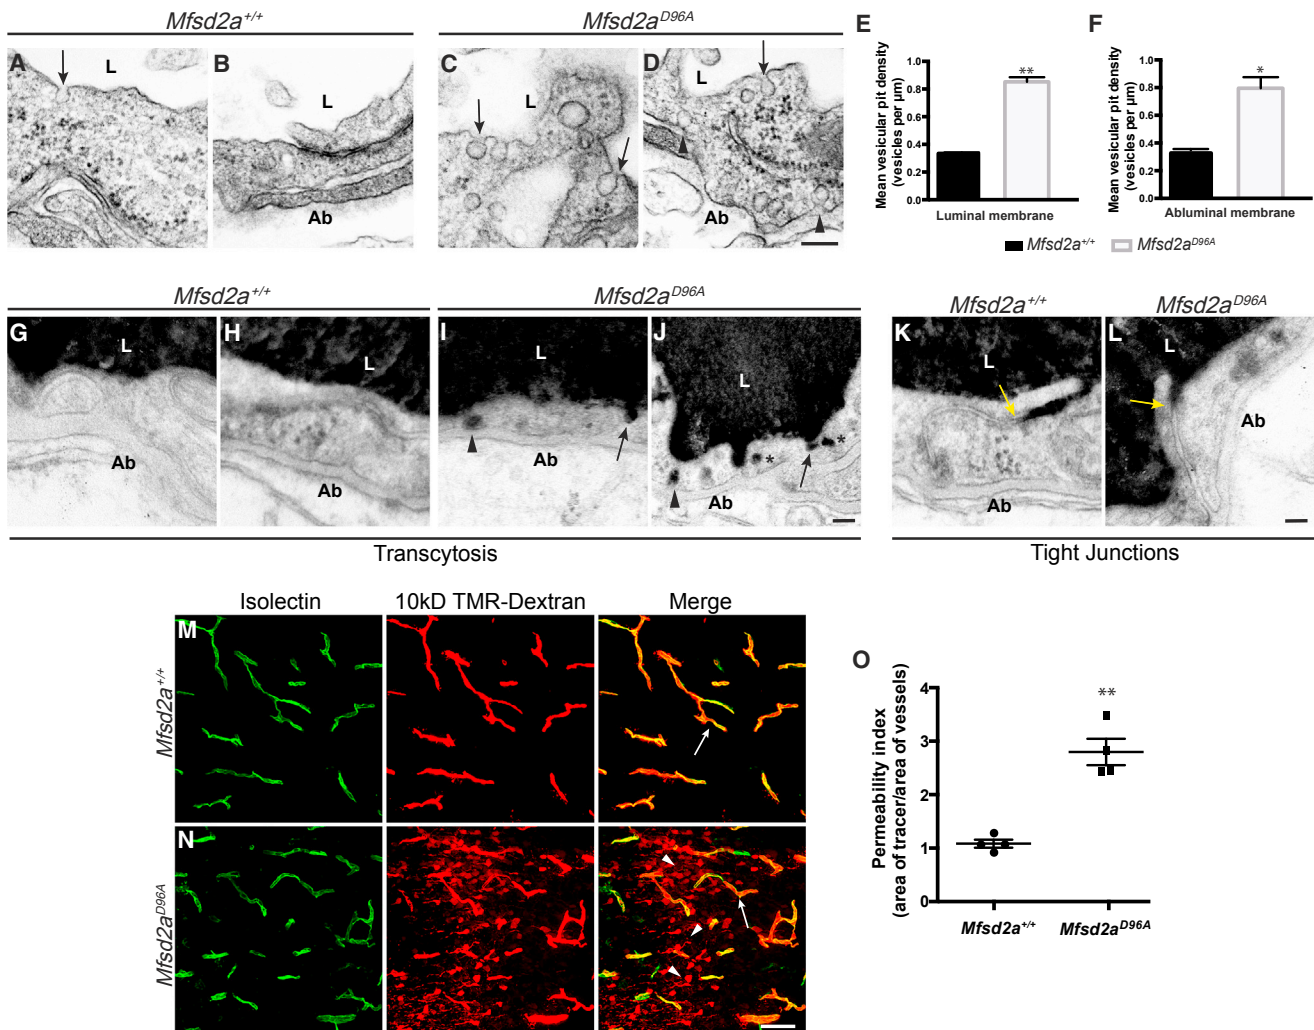 Mfsd2a+/+
Mfsd2aD96A
A
L
B
L
Ab
C
L
D
L
Ab
E
Mean vesicular pit density
(vesicles per µm)
1.0
0.8
0.6
0.4
0.2
0.0
**
Luminal membrane
F
Mean vesicular pit density
(vesicles per µm)
1.0
0.8
0.6
0.4
0.2
0.0
*
Abluminal membrane
Mfsd2a+/+
Mfsd2aD96A
Mfsd2a+/+
Mfsd2aD96A
Mfsd2a+/+
Mfsd2aD96A
G
L
Ab
H
L
Ab
I
L
Ab
J
L
*
*
Ab
K
L
Ab
L
L
Ab
Transcytosis
Tight Junctions
Isolectin
10kD TMR-Dextran
Merge
M
Mfsd2a+/+
N
Mfsd2aD96A
O
Permeability index
(area of tracer/area of vessels)
4
3
2
1
0
**
Mfsd2a+/+
Mfsd2aD96A